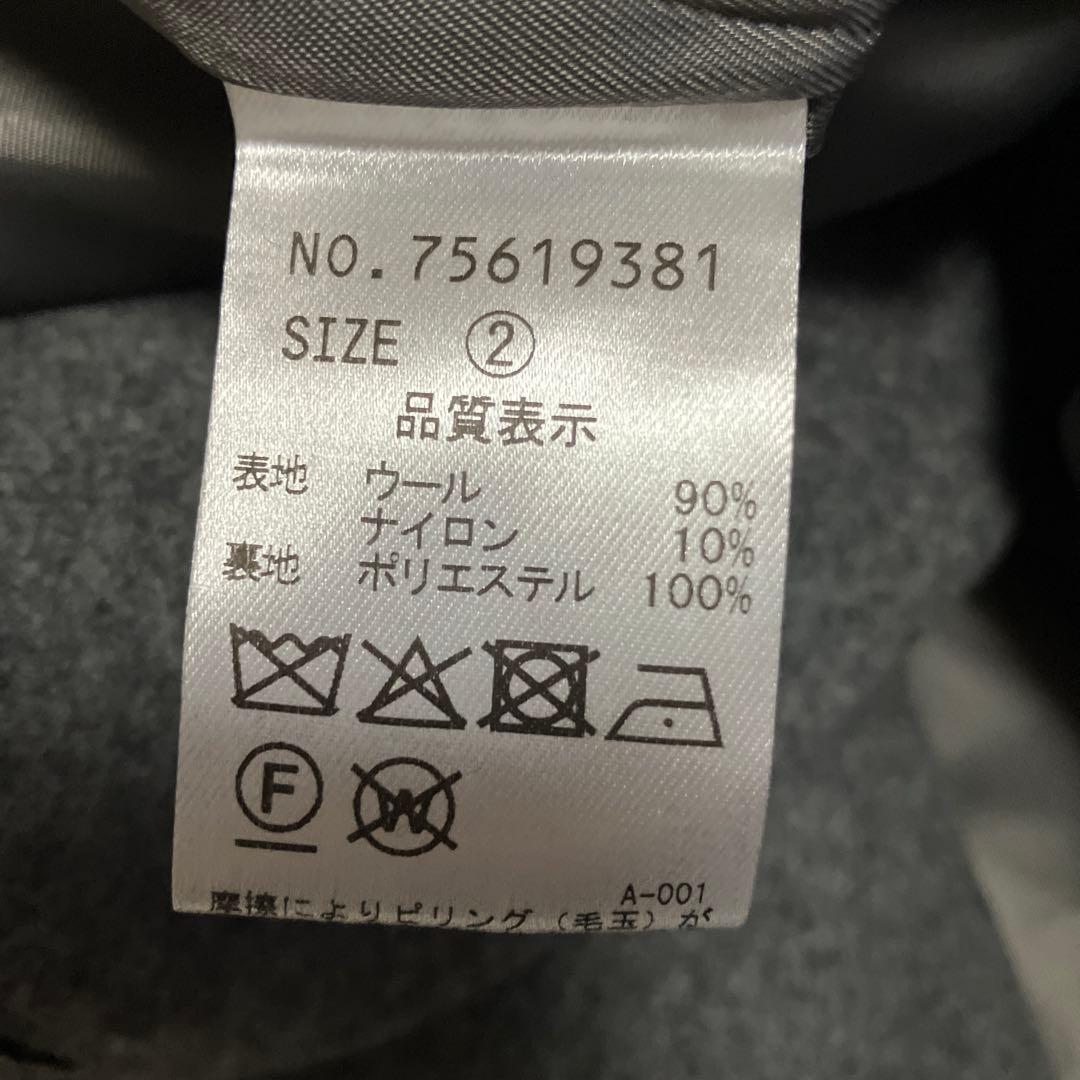 NO.75619381
SIZE ②
品質表示
表地 ウール 90%
ナイロン 10%
裏地 ポリエステル 100%
F W
A-001
摩擦によりピリング(毛玉)が